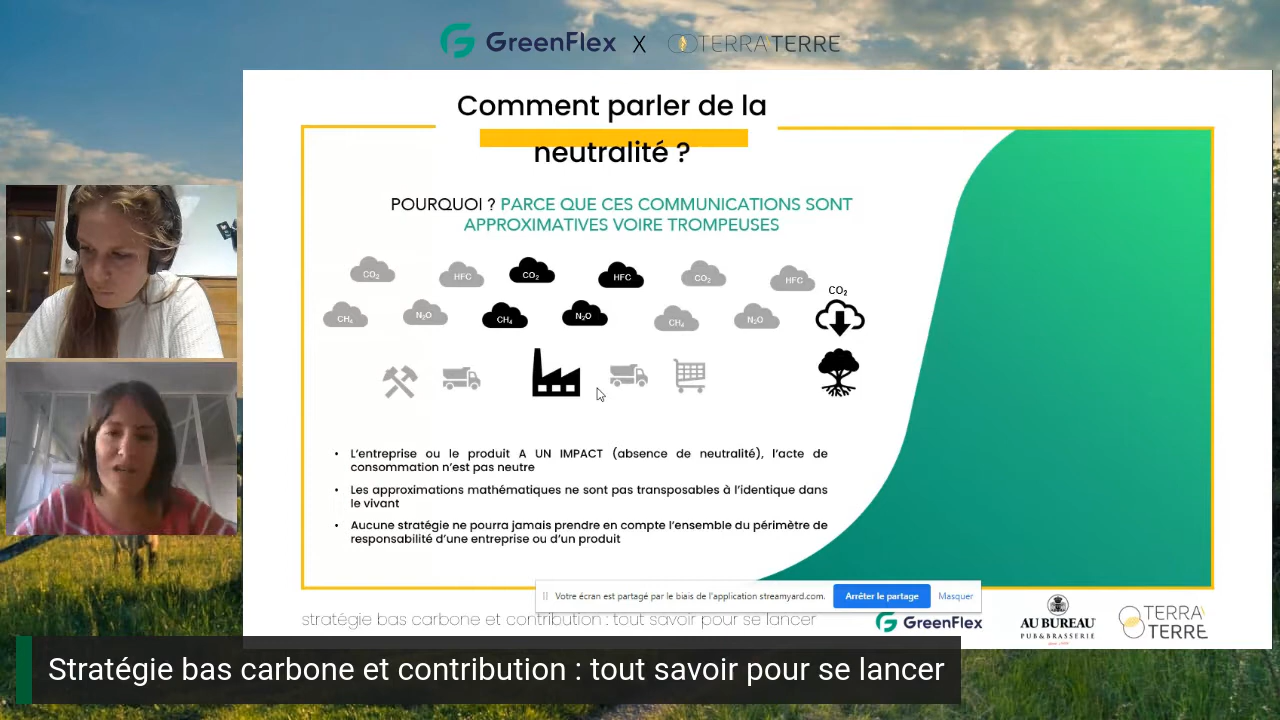 GreenFlex X TERRATERRE
Comment parler de la
neutralité ?
POURQUOI ? PARCE QUE CES COMMUNICATIONS SONT
APPROXIMATIVES VOIRE TROMPEUSES
CO₂ HFC CO₂ HFC CO₂ HFC CO₂
CH₄ N₂O CH₄ N₂O CH₄ N₂O
• L'entreprise ou le produit A UN IMPACT (absence de neutralité), l'acte de
consommation n'est pas neutre
• Les approximations mathématiques ne sont pas transposables à l'identique dans
le vivant
• Aucune stratégie ne pourra jamais prendre en compte l'ensemble du périmètre de
responsabilité d'une entreprise ou d'un produit
Votre écran est partagé par le biais de l'application streamyard.com. Arrêter le partage Masquer
stratégie bas carbone et contribution : tout savoir pour se lancer
GreenFlex
AU BUREAU
PUB&BRASSERIE
TERRA
TERRE
Stratégie bas carbone et contribution : tout savoir pour se lancer